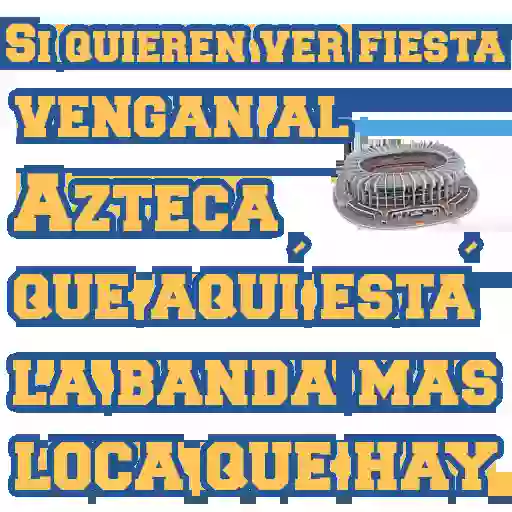 Si quieren ver fiesta
vengan al
Azteca,
que aqui esta
la banda mas
loca que hay